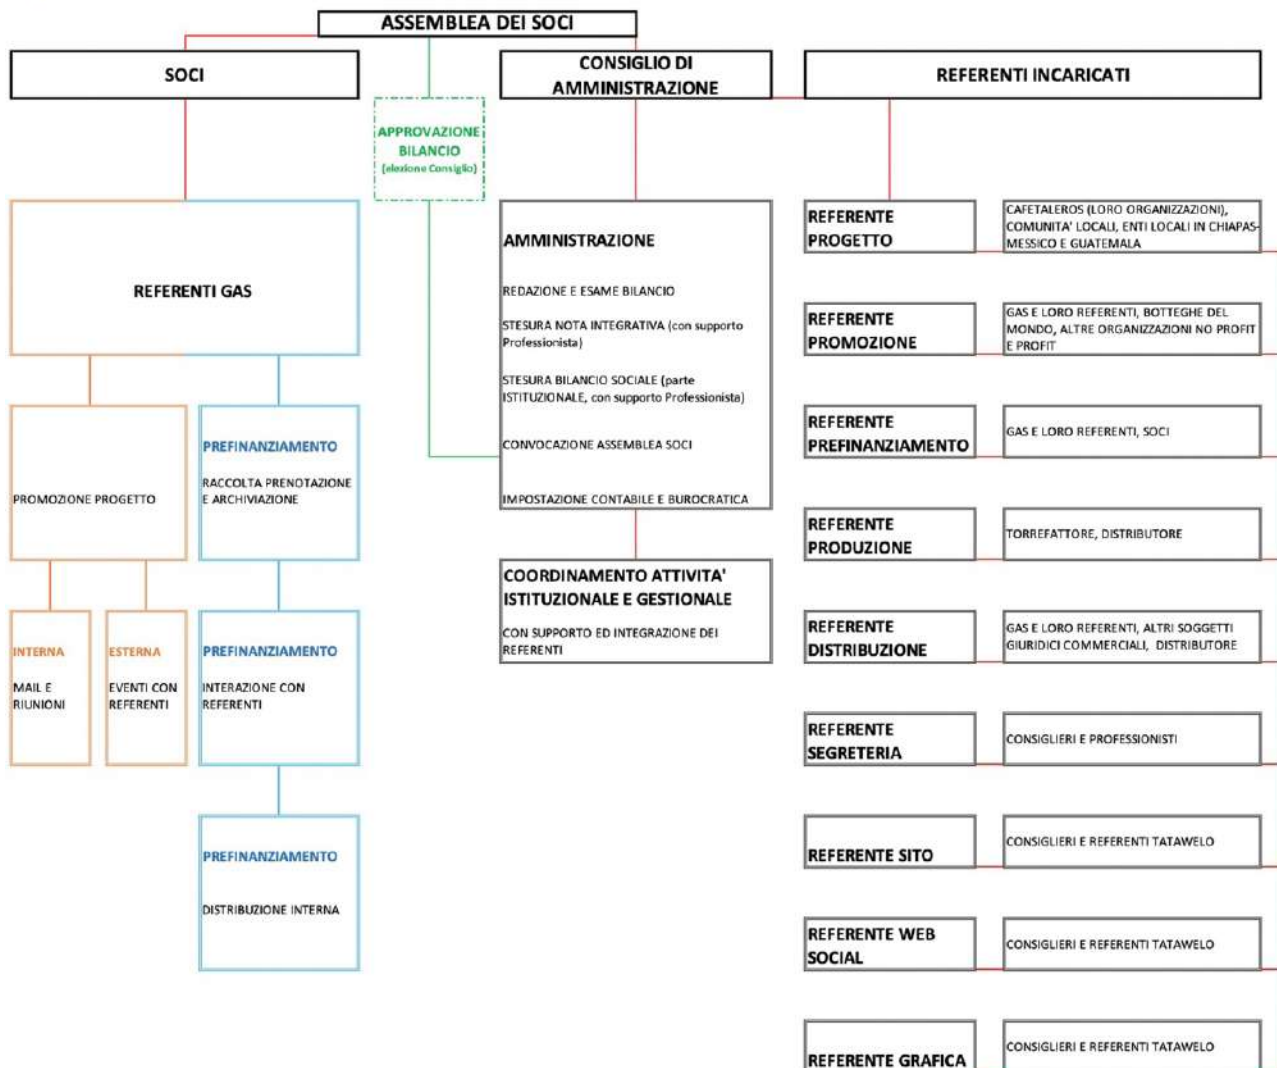 ASSEMBLEA DEI SOCI
SOCI
CONSIGLIO DI
AMMINISTRAZIONE
REFERENTI INCARICATI
APPROVAZIONE
BILANCIO
(elezione Consiglio)
REFERENTI GAS
PROMOZIONE PROGETTO
INTERNA
MAIL E
RIUNIONI
ESTERNA
EVENTI CON
REFERENTI
PREFINANZIAMENTO
RACCOLTA PRENOTAZIONE
E ARCHIVIAZIONE
PREFINANZIAMENTO
INTERAZIONE CON
REFERENTI
PREFINANZIAMENTO
DISTRIBUZIONE INTERNA
AMMINISTRAZIONE
REDAZIONE E ESAME BILANCIO
STESURA NOTA INTEGRATIVA (con supporto
Professionista)
STESURA BILANCIO SOCIALE (parte
ISTITUZIONALE, con supporto Professionista)
CONVOCAZIONE ASSEMBLEA SOCI
IMPOSTAZIONE CONTABILE E BUROCRATICA
COORDINAMENTO ATTIVITA'
ISTITUZIONALE E GESTIONALE
CON SUPPORTO ED INTEGRAZIONE DEI
REFERENTI
REFERENTE
PROGETTO
CAFETALEROS (LORO ORGANIZZAZIONI),
COMUNITA' LOCALI, ENTI LOCALI IN CHIAPAS-
MESSICO E GUATEMALA
REFERENTE
PROMOZIONE
GAS E LORO REFERENTI, BOTTEGHE DEL
MONDO, ALTRE ORGANIZZAZIONI NO PROFIT
E PROFIT
REFERENTE
PREFINANZIAMENTO
GAS E LORO REFERENTI, SOCI
REFERENTE
PRODUZIONE
TORREFATTORE, DISTRIBUTORE
REFERENTE
DISTRIBUZIONE
GAS E LORO REFERENTI, ALTRI SOGGETTI
GIURIDICI COMMERCIALI, DISTRIBUTORE
REFERENTE
SEGRETERIA
CONSIGLIERI E PROFESSIONISTI
REFERENTE SITO
CONSIGLIERI E REFERENTI TATAWELO
REFERENTE WEB
SOCIAL
CONSIGLIERI E REFERENTI TATAWELO
REFERENTE GRAFICA
CONSIGLIERI E REFERENTI TATAWELO